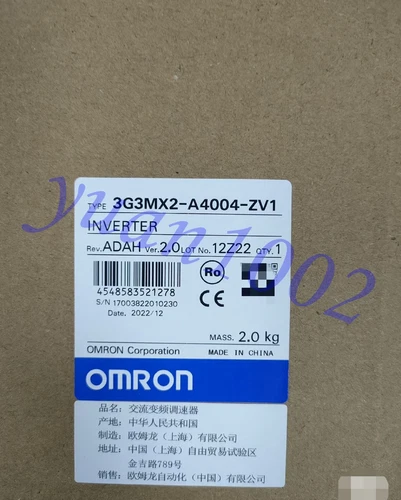 TYPE 3G3MX2-A4004-ZV1
INVERTER
Rev. ADAH Ver. 2.0 LOT No. 12Z22 QTY. 1
Ro
4548583521278
S/N 17003822010230
Date. 2022/12
CE
MASS. 2.0 kg
OMRON Corporation MADE IN CHINA
OMRON
品名: 交流变频调速器
产地: 中华人民共和国
制造: 欧姆龙（上海）有限公司
地址: 中国（上海）自由贸易试验区
金吉路789号
销售: 欧姆龙自动化（中国）有限公司
yuan1002